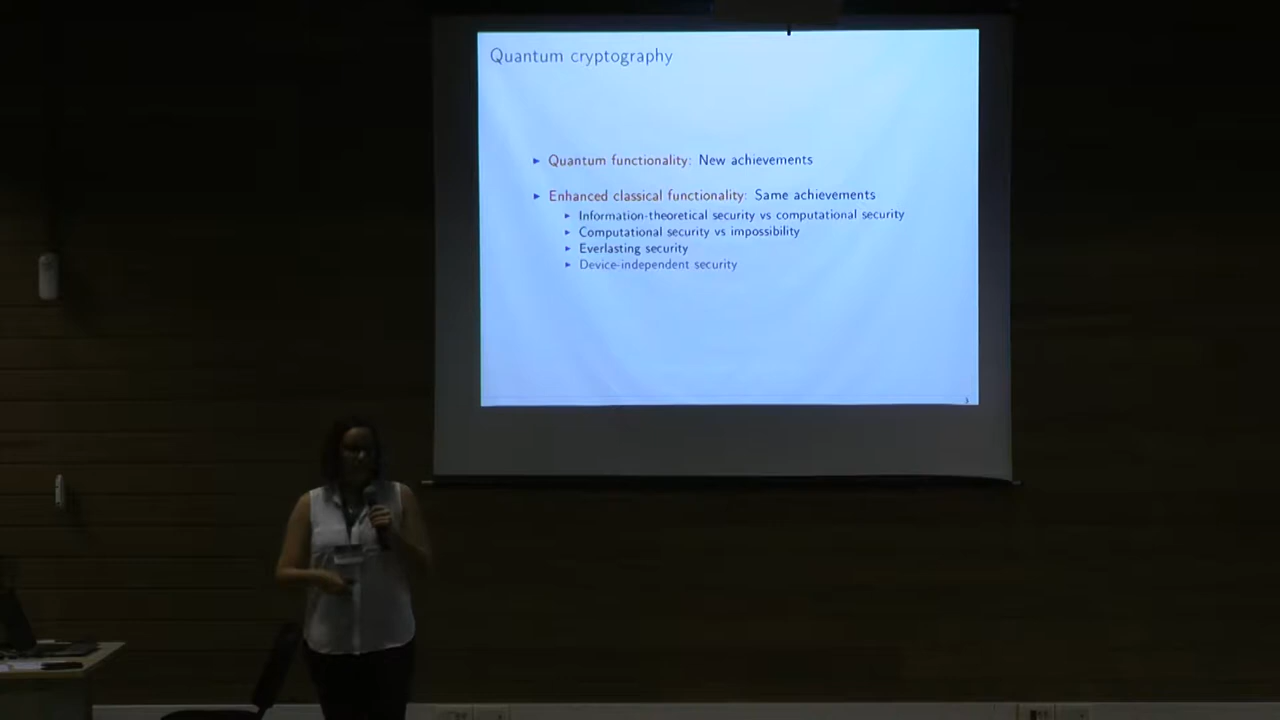 Quantum cryptography
► Quantum functionality: New achievements
► Enhanced classical functionality: Same achievements
► Information-theoretical security vs computational security
► Computational security vs impossibility
► Everlasting security
► Device-independent security
3